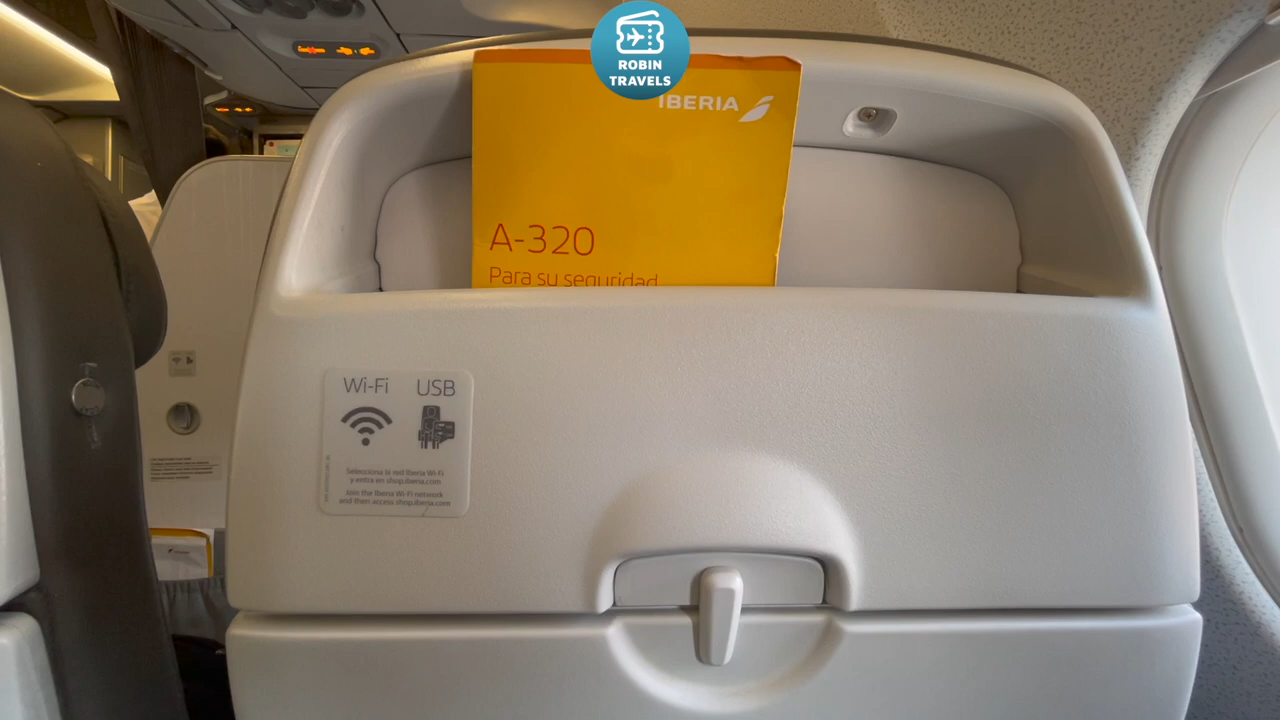 ROBIN
TRAVELS
IBERIA
A-320
Para su seguridad
Wi-Fi USB
Selecciona la red Iberia Wi-Fi
y entra en shop.iberia.com
Join the Iberia Wi-Fi network
and then access shop.iberia.com